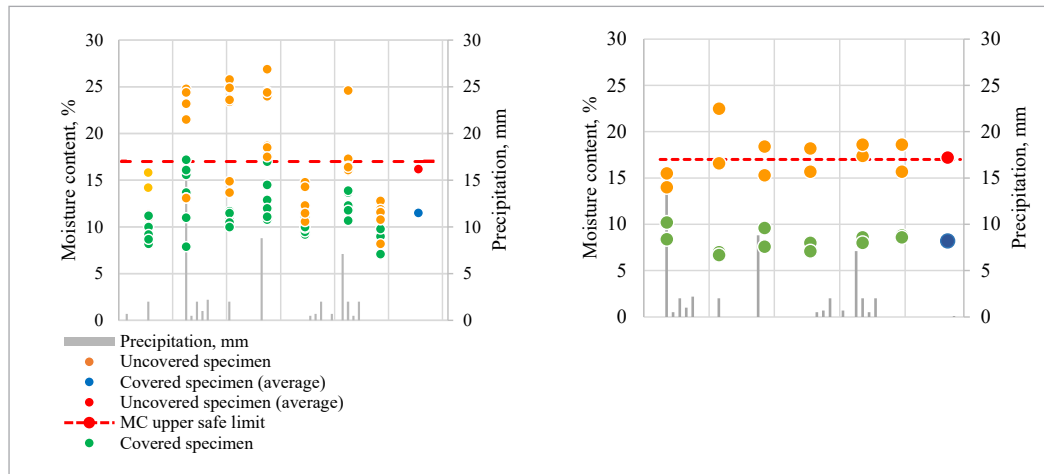 30
25
20
15
10
5
0
Moisture content, %
30
25
20
15
10
5
0
Precipitation, mm
30
25
20
15
10
5
0
Moisture content, %
30
25
20
15
10
5
0
Precipitation, mm
Precipitation, mm
Uncovered specimen
Covered specimen (average)
Uncovered specimen (average)
MC upper safe limit
Covered specimen